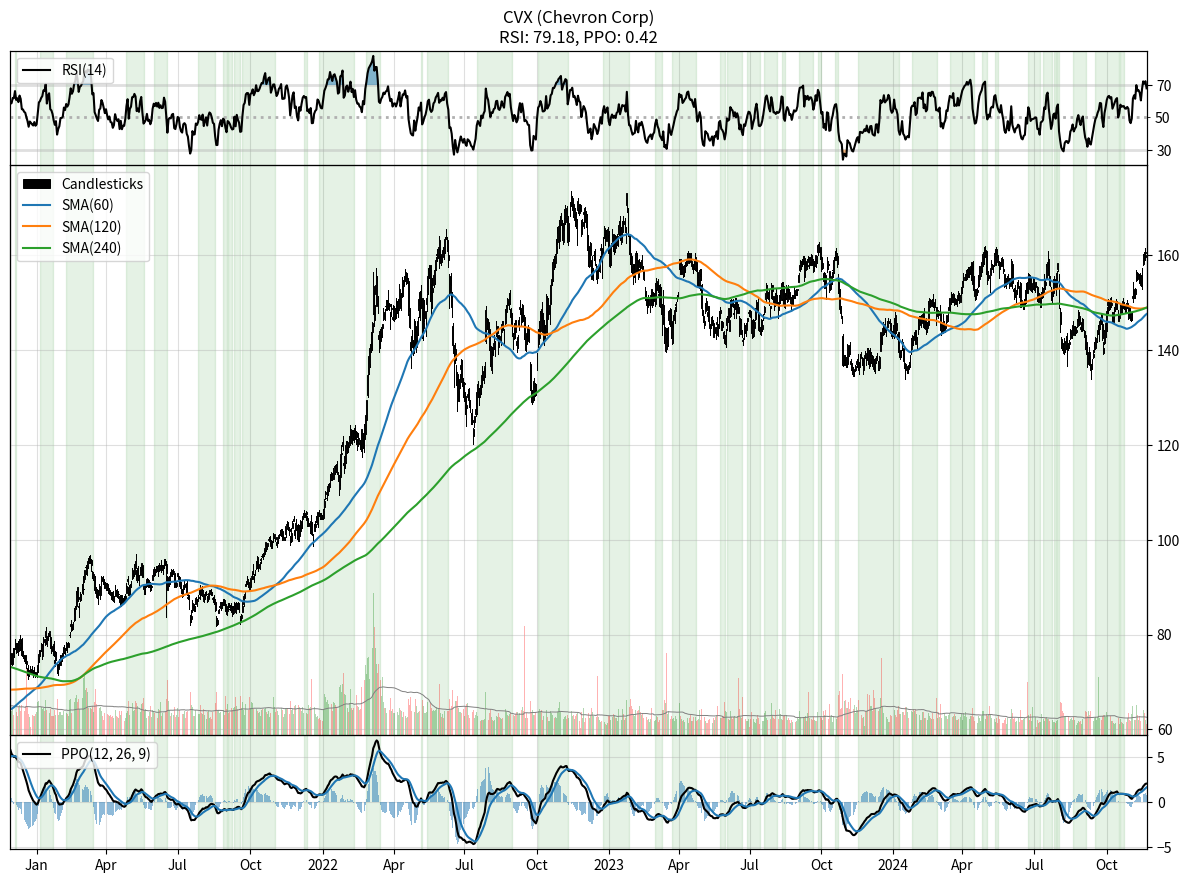 CVX (Chevron Corp)
RSI: 79.18, PPO: 0.42
RSI(14)
70
50
30
Candlesticks
SMA(60)
SMA(120)
SMA(240)
160
140
120
100
80
60
PPO(12, 26, 9)
5
0
−5
Jan Apr Jul Oct 2022 Apr Jul Oct 2023 Apr Jul Oct 2024 Apr Jul Oct